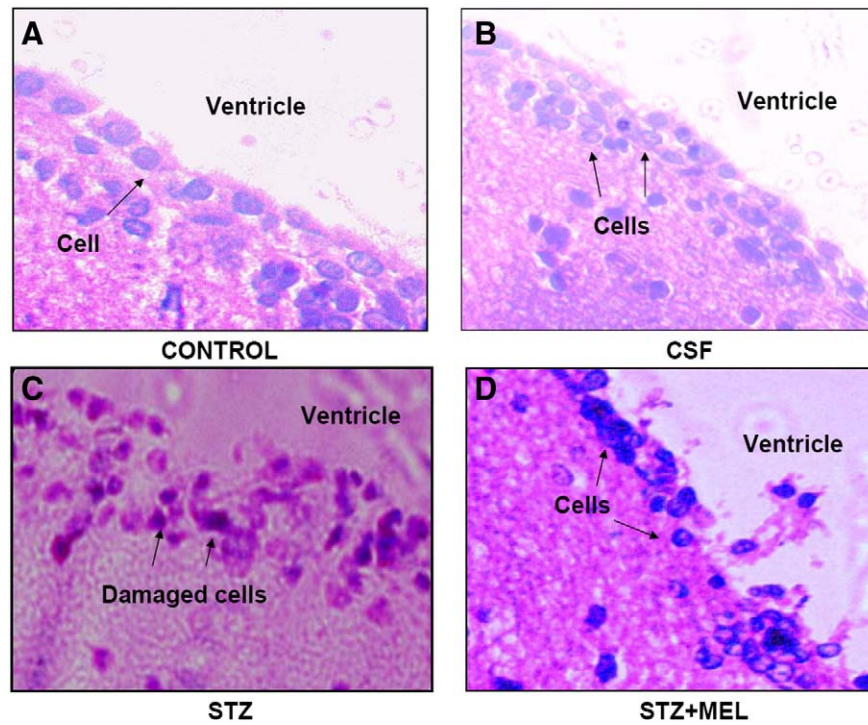 A
Ventricle
Cell
CONTROL
B
Ventricle
Cells
CSF
C
Ventricle
Damaged cells
STZ
D
Ventricle
Cells
STZ+MEL